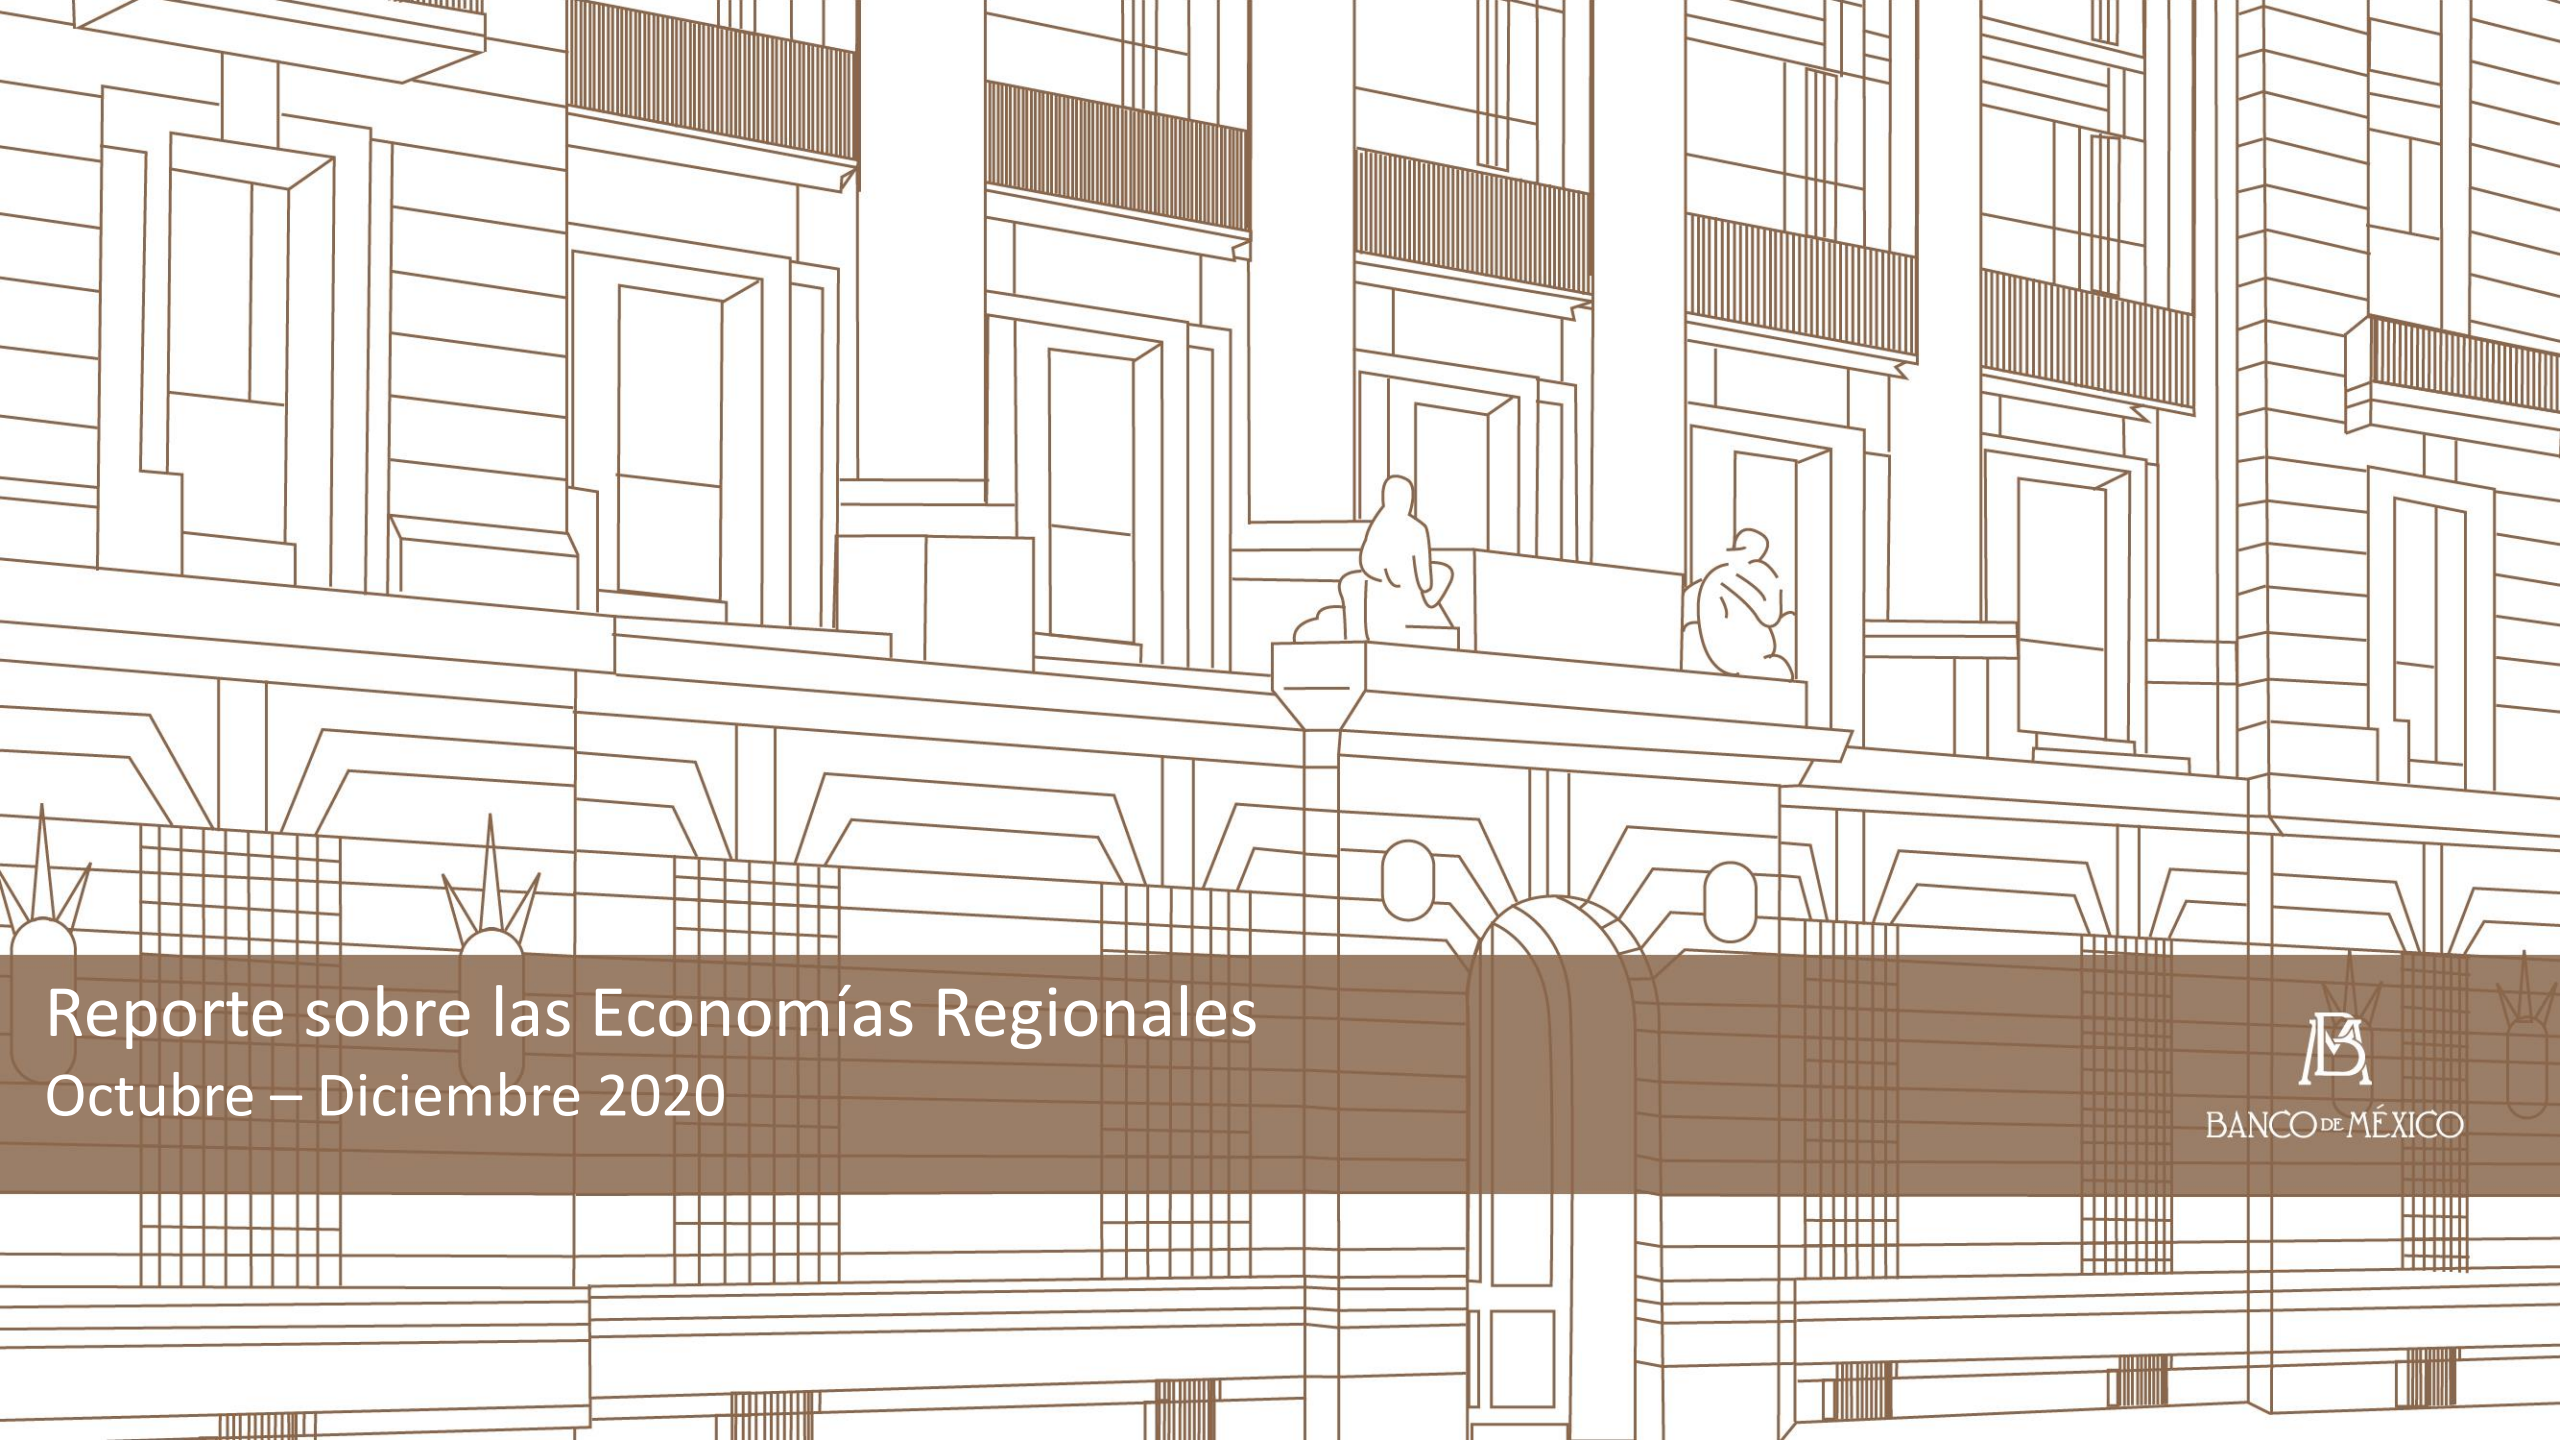 Reporte sobre las Economías Regionales
Octubre – Diciembre 2020
BANCO DE MÉXICO